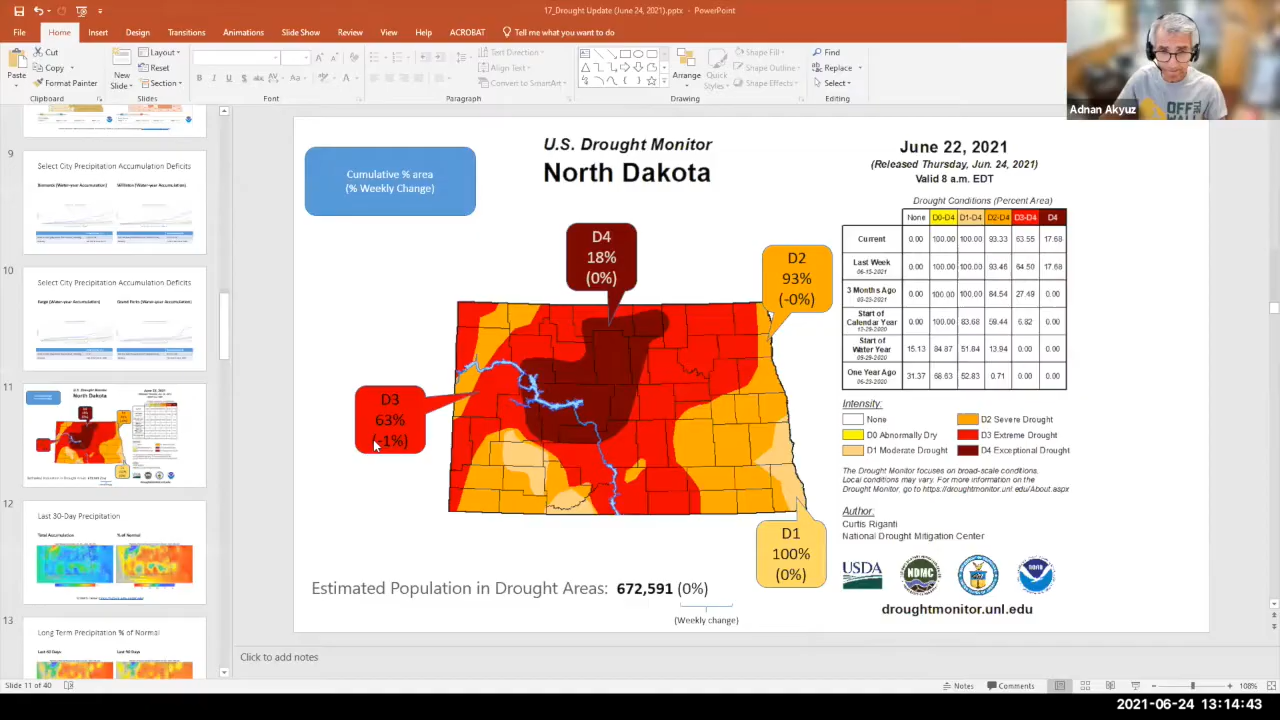 17_Drought Update (June 24, 2021).pptx - PowerPoint
File Home Insert Design Transitions Animations Slide Show Review View Help ACROBAT Tell me what you want to do
Cut
Copy
Format Painter
Paste
Clipboard
New
Slide
Layout
Reset
Section
Slides
Font
Text Direction
Align Text
Convert to SmartArt
Paragraph
Arrange
Quick
Styles
Shape Fill
Shape Outline
Shape Effects
Drawing
Find
Replace
Select
Editing
Adnan Akyuz
9
Select City Precipitation Accumulation Deficits
10
Select City Precipitation Accumulation Deficits
11
12
Last 30-Day Precipitation
Total Accumulation
% of Normal
13
Long Term Precipitation % of Normal
Cumulative % area
(% Weekly Change)
U.S. Drought Monitor
North Dakota
June 22, 2021
(Released Thursday, Jun. 24, 2021)
Valid 8 a.m. EDT
Drought Conditions (Percent Area)
None D0-D4 D1-D4 D2-D4 D3-D4 D4
Current 0.00 100.00 100.00 93.33 63.55 17.68
Last Week 0.00 100.00 100.00 93.46 64.50 17.68
06-15-2021
3 Months Ago 0.00 100.00 100.00 84.54 27.49 0.00
03-23-2021
Start of
Calendar Year 0.00 100.00 83.68 59.44 6.82 0.00
12-29-2020
Start of
Water Year 15.13 84.87 51.84 13.94 0.00 0.00
09-29-2020
One Year Ago 31.37 68.63 52.83 0.71 0.00 0.00
06-23-2020
D4
18%
(0%)
D2
93%
(-0%)
D3
63%
(-1%)
D1
100%
(0%)
Intensity:
None
D0 Abnormally Dry
D1 Moderate Drought
D2 Severe Drought
D3 Extreme Drought
D4 Exceptional Drought
The Drought Monitor focuses on broad-scale conditions.
Local conditions may vary. For more information on the
Drought Monitor, go to https://droughtmonitor.unl.edu/About.aspx
Author:
Curtis Riganti
National Drought Mitigation Center
USDA
NDMC
NOAA
droughtmonitor.unl.edu
Estimated Population in Drought Areas: 672,591 (0%)
(Weekly change)
Click to add notes
Slide 11 of 40
Notes
Comments
108%
2021-06-24 13:14:43